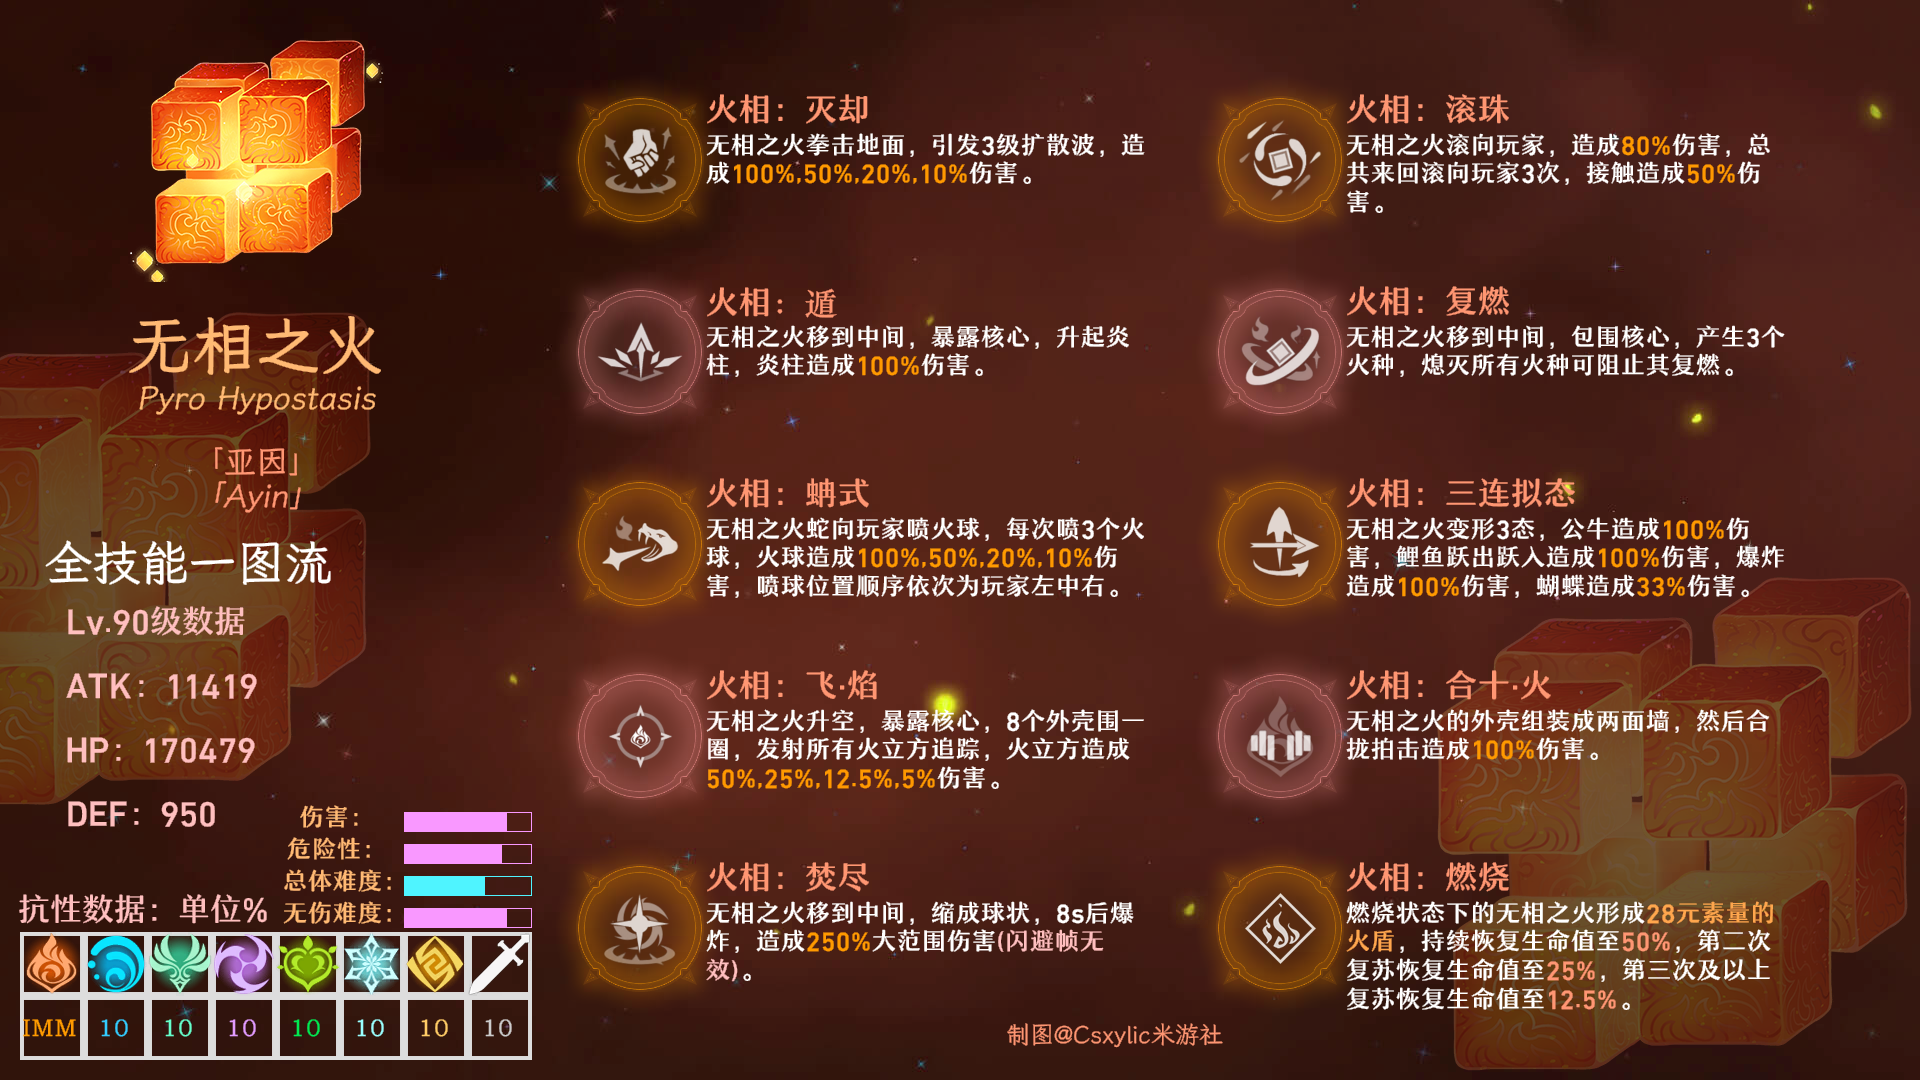 无相之火
Pyro Hypostasis
「亚因」
「Ayin」
全技能一图流
Lv.90级数据
ATK：11419
HP：170479
DEF：950
伤害：
危险性：
总体难度：
无伤难度：
抗性数据：单位%
IMM 10 10 10 10 10 10 10
火相：灭却
无相之火拳击地面，引发3级扩散波，造
成100%,50%,20%,10%伤害。
火相：遁
无相之火移到中间，暴露核心，升起炎
柱，炎柱造成100%伤害。
火相：蚺式
无相之火蛇向玩家喷火球，每次喷3个火
球，火球造成100%,50%,20%,10%伤
害，喷球位置顺序依次为玩家左中右。
火相：飞·焰
无相之火升空，暴露核心，8个外壳围一
圈，发射所有火立方追踪，火立方造成
50%,25%,12.5%,5%伤害。
火相：焚尽
无相之火移到中间，缩成球状，8s后爆
炸，造成250%大范围伤害(闪避帧无
效)。
火相：滚珠
无相之火滚向玩家，造成80%伤害，总
共来回滚向玩家3次，接触造成50%伤
害。
火相：复燃
无相之火移到中间，包围核心，产生3个
火种，熄灭所有火种可阻止其复燃。
火相：三连拟态
无相之火变形3态，公牛造成100%伤
害，鲤鱼跃出跃入造成100%伤害，爆炸
造成100%伤害，蝴蝶造成33%伤害。
火相：合十·火
无相之火的外壳组装成两面墙，然后合
拢拍击造成100%伤害。
火相：燃烧
燃烧状态下的无相之火形成28元素量的
火盾，持续恢复生命值至50%，第二次
复苏恢复生命值至25%，第三次及以上
复苏恢复生命值至12.5%。
制图@Csxylic米游社